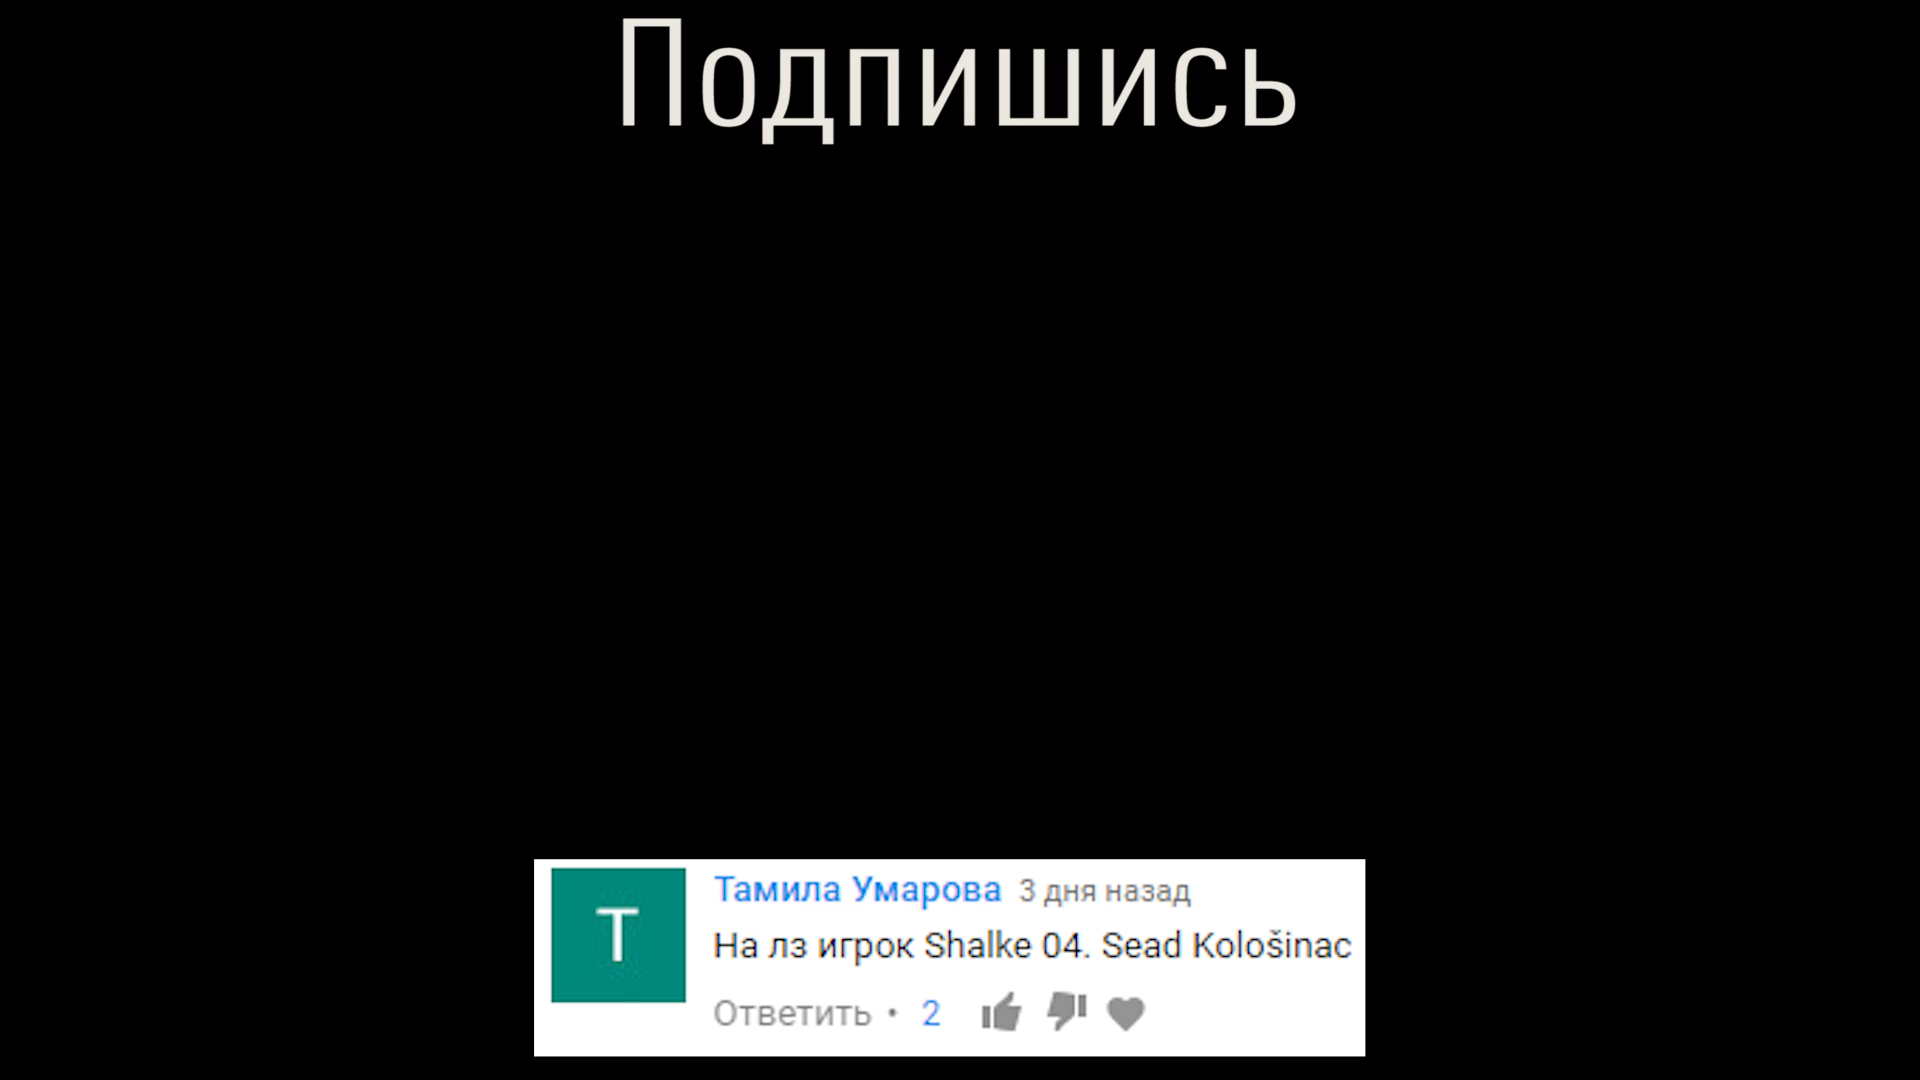 Подпишись
T
Тамила Умарова 3 дня назад
На лз игрок Shalke 04. Sead Kološinac
Ответить • 2